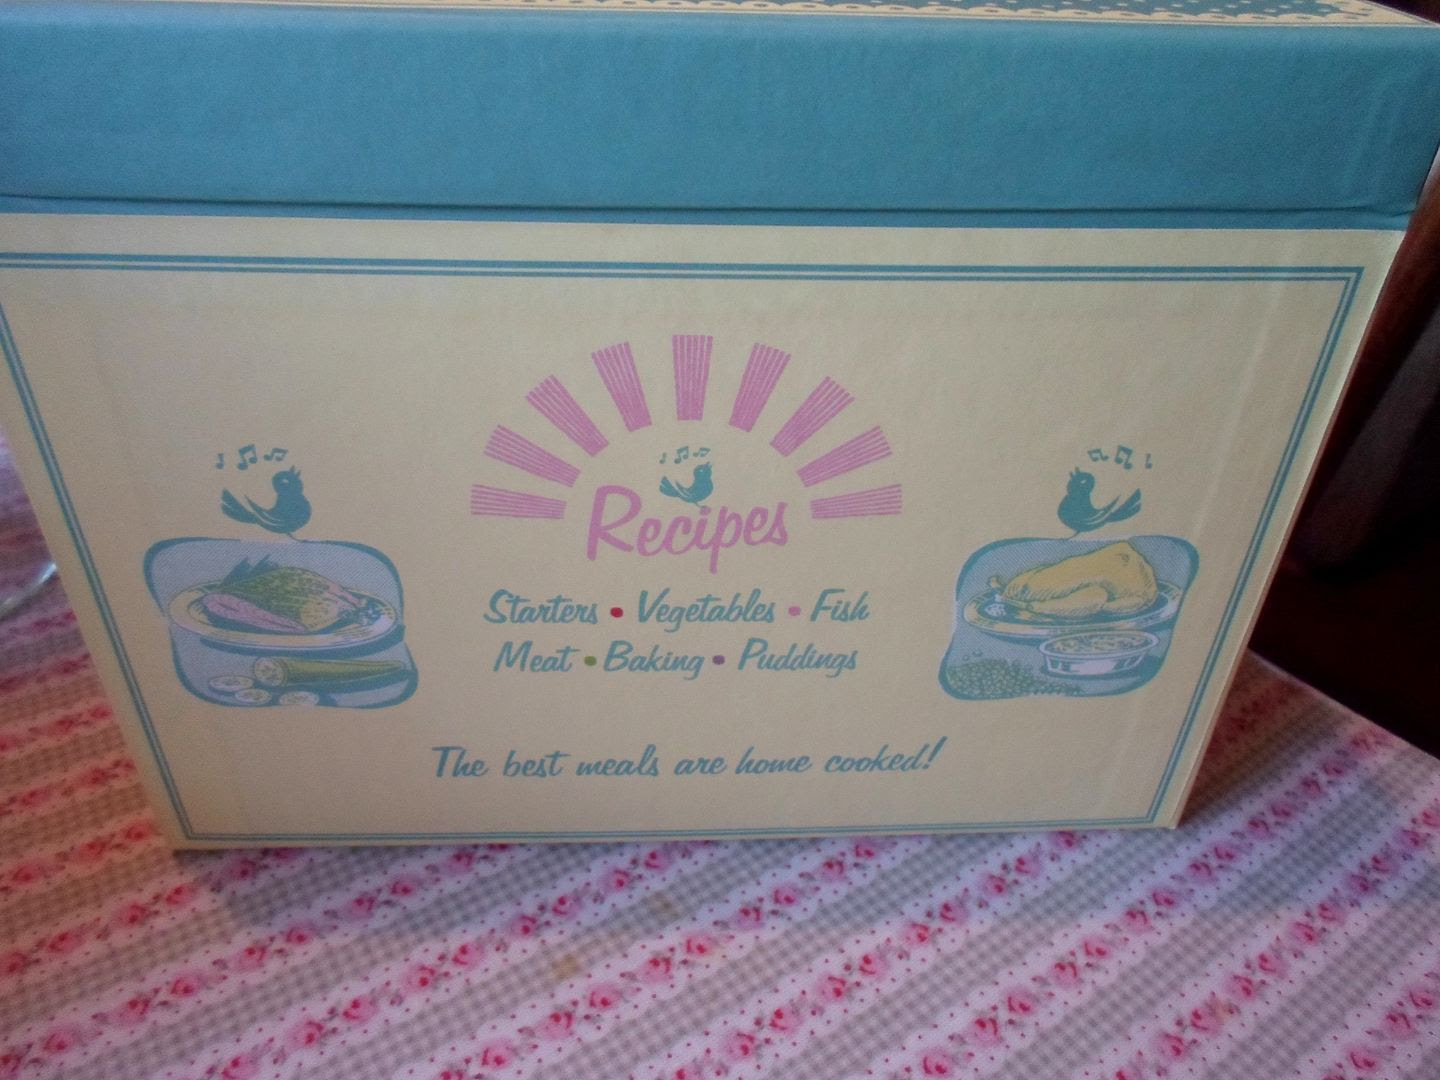 Recipes
Starters • Vegetables • Fish
Meat • Baking • Puddings
The best meals are home cooked!